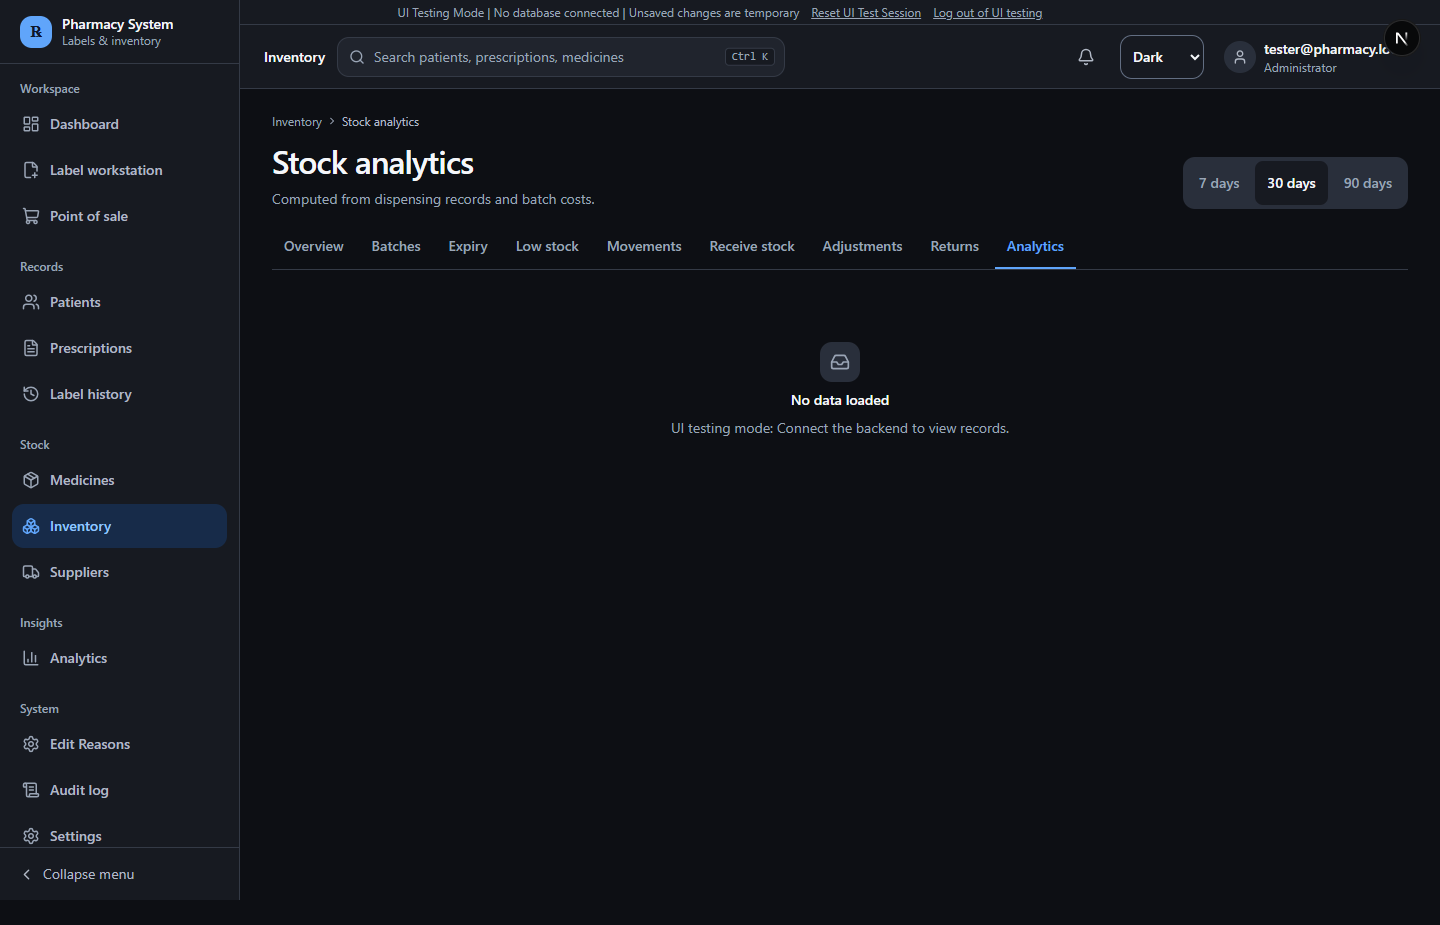 ℞
Pharmacy System
Labels & inventory
UI Testing Mode | No database connected | Unsaved changes are temporary Reset UI Test Session Log out of UI testing
Inventory
Search patients, prescriptions, medicines
Ctrl K
Dark
tester@pharmacy.lo
Administrator
N
Workspace
Dashboard
Label workstation
Point of sale
Records
Patients
Prescriptions
Label history
Stock
Medicines
Inventory
Suppliers
Insights
Analytics
System
Edit Reasons
Audit log
Settings
Collapse menu
Inventory > Stock analytics
Stock analytics
Computed from dispensing records and batch costs.
7 days 30 days 90 days
Overview Batches Expiry Low stock Movements Receive stock Adjustments Returns Analytics
No data loaded
UI testing mode: Connect the backend to view records.